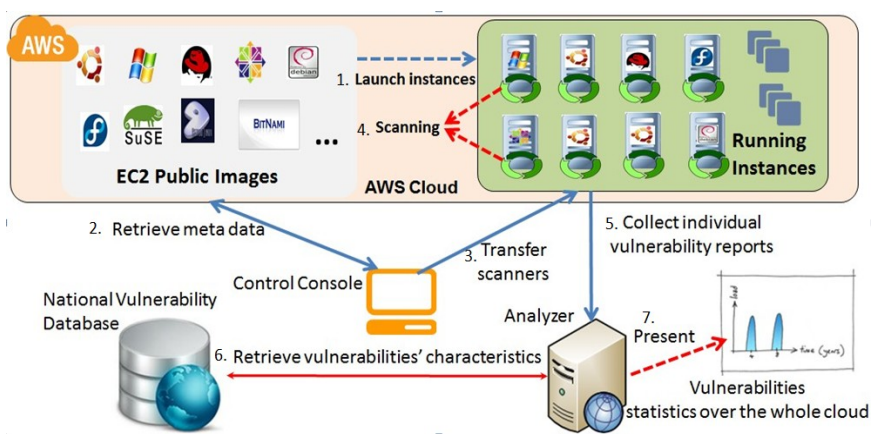 AWS
debian
SUSE
BITNAMI
...
EC2 Public Images
1. Launch instances
4. Scanning
AWS Cloud
debian
Running
Instances
2. Retrieve meta data
3. Transfer
scanners
5. Collect individual
vulnerability reports
Control Console
National Vulnerability
Database
Analyzer
6. Retrieve vulnerabilities' characteristics
7.
Present
load
time (years)
Vulnerabilities
statistics over the whole cloud